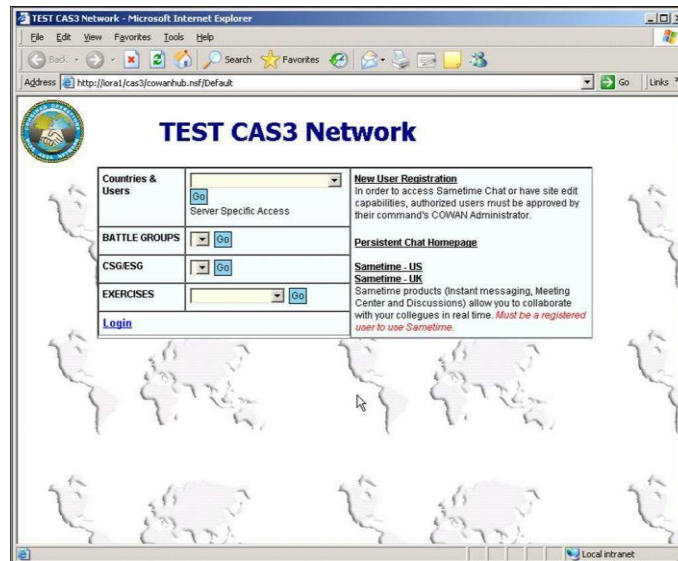 TEST CAS3 Network - Microsoft Internet Explorer
File Edit View Favorites Tools Help
Back Search Favorites
Address http://lora1/cas3/cowanhub.nsf/Default Go Links
TEST CAS3 Network
Countries &
Users
Go
Server Specific Access
BATTLE GROUPS Go
CSG/ESG Go
EXERCISES Go
Login
New User Registration
In order to access Sametime Chat or have site edit
capabilities, authorized users must be approved by
their command's COWAN Administrator.
Persistent Chat Homepage
Sametime - US
Sametime - UK
Sametime products (Instant messaging, Meeting
Center and Discussions) allow you to collaborate
with your collegues in real time. Must be a registered
user to use Sametime.
Local intranet